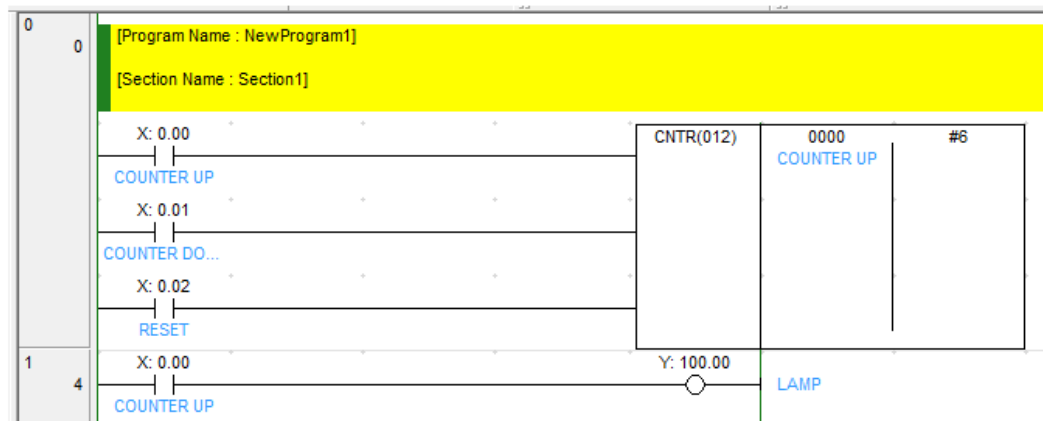 0
0
[Program Name : NewProgram1]
[Section Name : Section1]
X: 0.00
CNTR(012)
0000
#6
COUNTER UP
COUNTER UP
X: 0.01
COUNTER DO...
X: 0.02
RESET
1
4
X: 0.00
Y: 100.00
LAMP
COUNTER UP